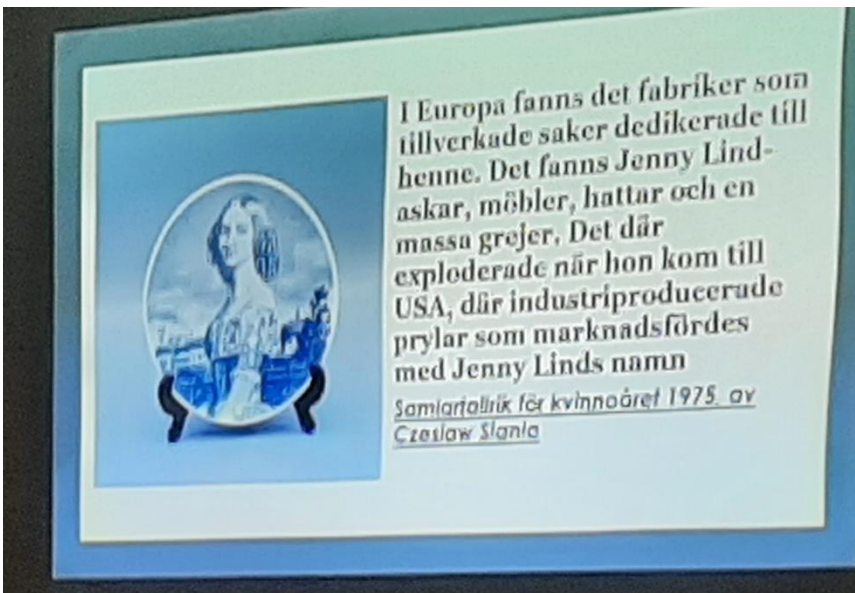 I Europa fanns det fabriker som
tillverkade saker dedikerade till
henne. Det fanns Jenny Lind-
askar, möbler, hattar och en
massa grejer. Det där
exploderade när hon kom till
USA, där industriproducerade
prylar som marknadsfördes
med Jenny Linds namn
Samlartallrik för kvinnoåret 1975. av
Czeslaw Slania